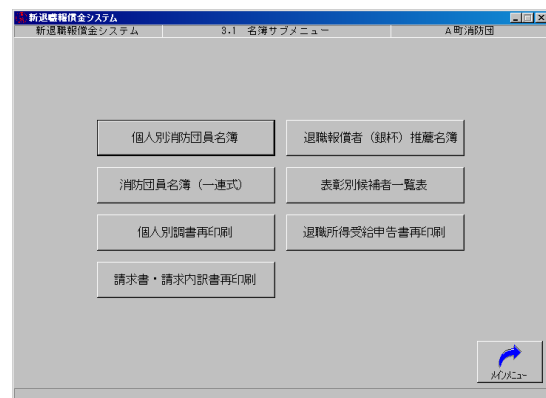 新退職報償金システム
新退職報償金システム 3.1 名簿サブメニュー A町消防団
個人別消防団員名簿 退職報償者（銀杯）推薦名簿
消防団員名簿（一連式） 表彰別候補者一覧表
個人別調書再印刷 退職所得受給申告書再印刷
請求書・請求内訳書再印刷
メインメニュー